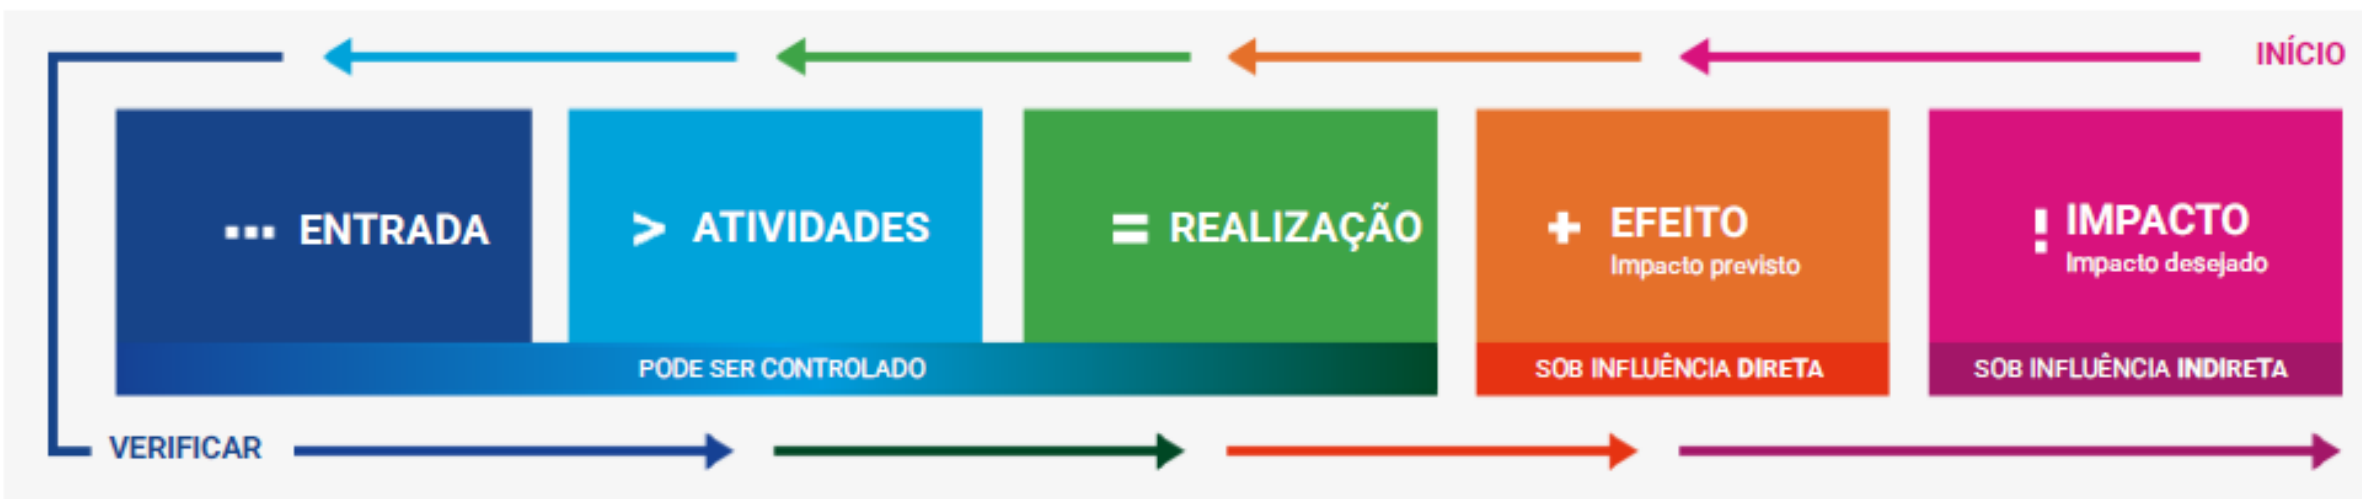 INÍCIO
... ENTRADA
> ATIVIDADES
= REALIZAÇÃO
+ EFEITO
Impacto previsto
! IMPACTO
Impacto desejado
PODE SER CONTROLADO
SOB INFLUÊNCIA DIRETA
SOB INFLUÊNCIA INDIRETA
VERIFICAR